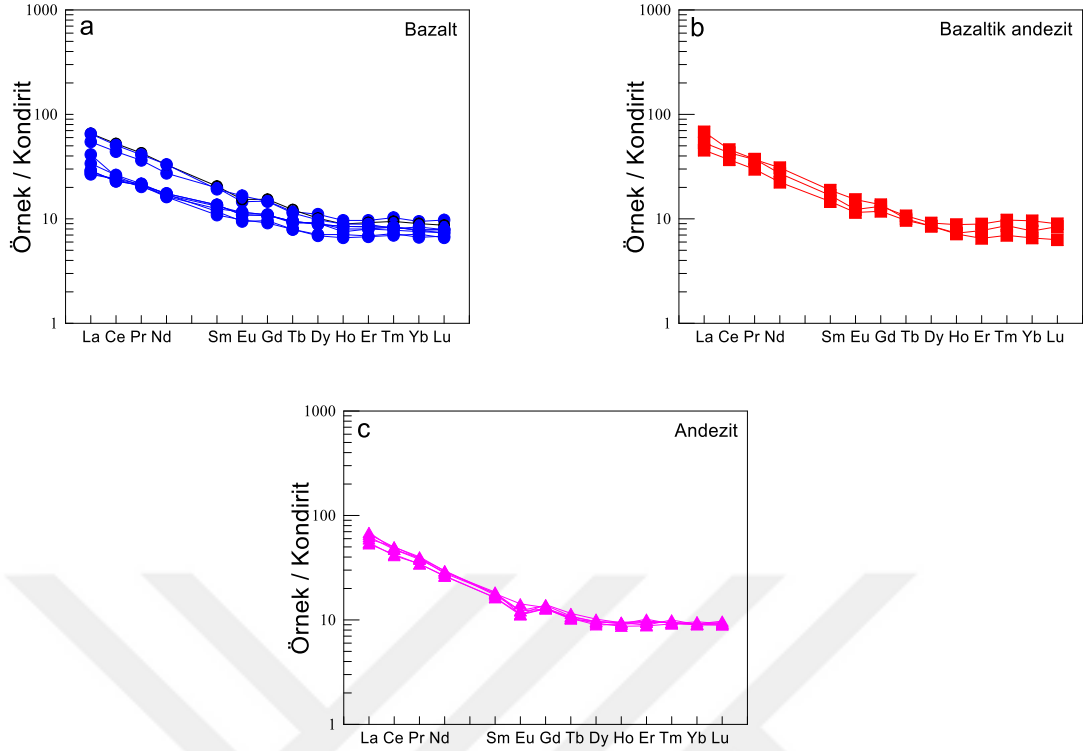 a
Bazalt
1000
100
10
1
Örnek / Kondirit
La Ce Pr Nd Sm Eu Gd Tb Dy Ho Er Tm Yb Lu
b
Bazaltik andezit
1000
100
10
1
Örnek / Kondirit
La Ce Pr Nd Sm Eu Gd Tb Dy Ho Er Tm Yb Lu
c
Andezit
1000
100
10
1
Örnek / Kondirit
La Ce Pr Nd Sm Eu Gd Tb Dy Ho Er Tm Yb Lu